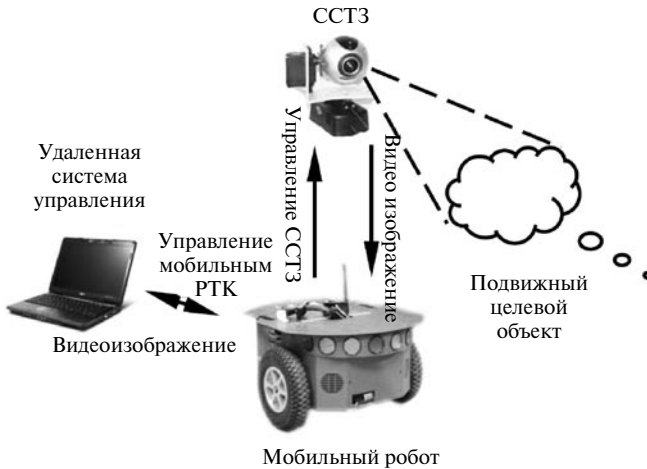 ССТЗ
Удаленная
система
управления
Управление
мобильным
РТК
Видеоизображение
Управление ССТЗ
Видео изображение
Подвижный
целевой
объект
Мобильный робот